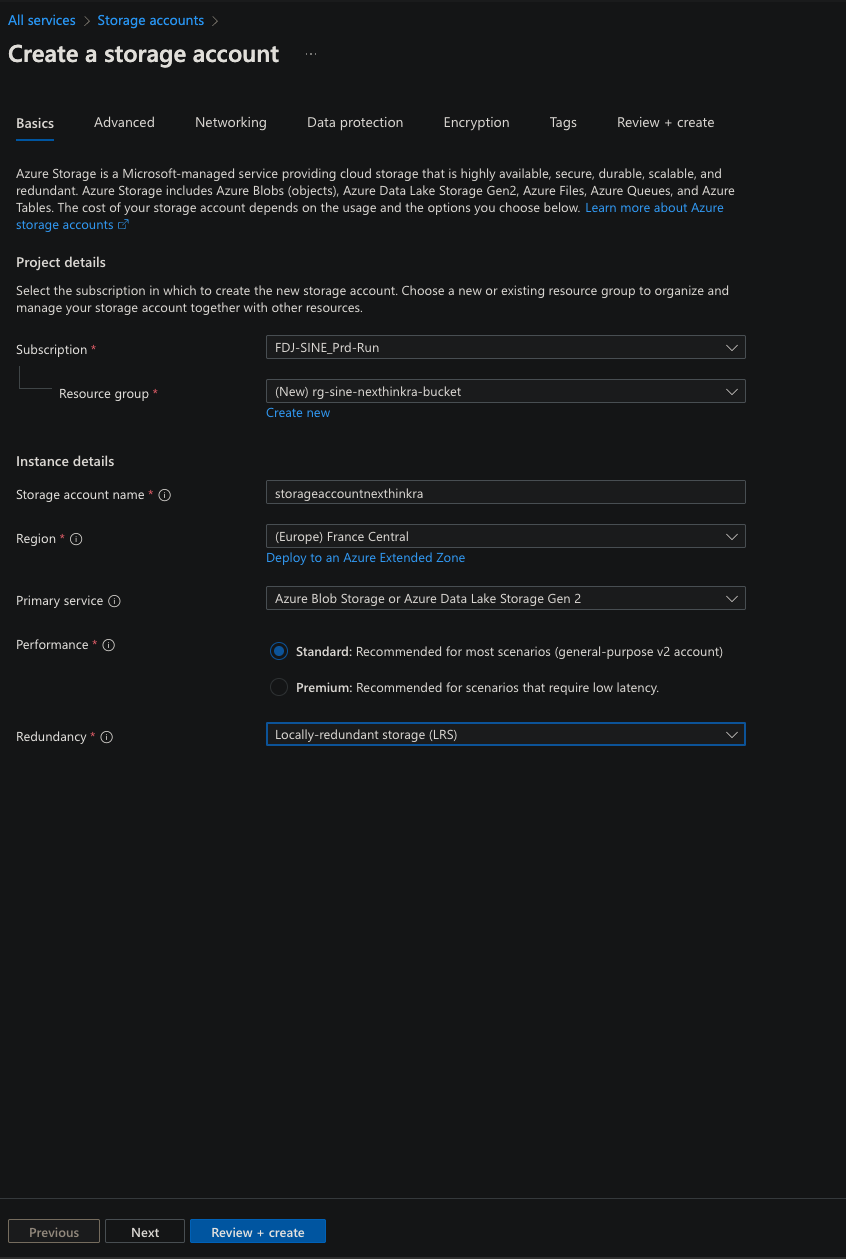 All services > Storage accounts >
Create a storage account ...
Basics Advanced Networking Data protection Encryption Tags Review + create
Azure Storage is a Microsoft-managed service providing cloud storage that is highly available, secure, durable, scalable, and
redundant. Azure Storage includes Azure Blobs (objects), Azure Data Lake Storage Gen2, Azure Files, Azure Queues, and Azure
Tables. The cost of your storage account depends on the usage and the options you choose below. Learn more about Azure
storage accounts
Project details
Select the subscription in which to create the new storage account. Choose a new or existing resource group to organize and
manage your storage account together with other resources.
Subscription * FDJ-SINE_Prd-Run
Resource group * (New) rg-sine-nexthinkra-bucket
Create new
Instance details
Storage account name * storageaccountnexthinkra
Region * (Europe) France Central
Deploy to an Azure Extended Zone
Primary service Azure Blob Storage or Azure Data Lake Storage Gen 2
Performance * Standard: Recommended for most scenarios (general-purpose v2 account)
Premium: Recommended for scenarios that require low latency.
Redundancy * Locally-redundant storage (LRS)
Previous Next Review + create